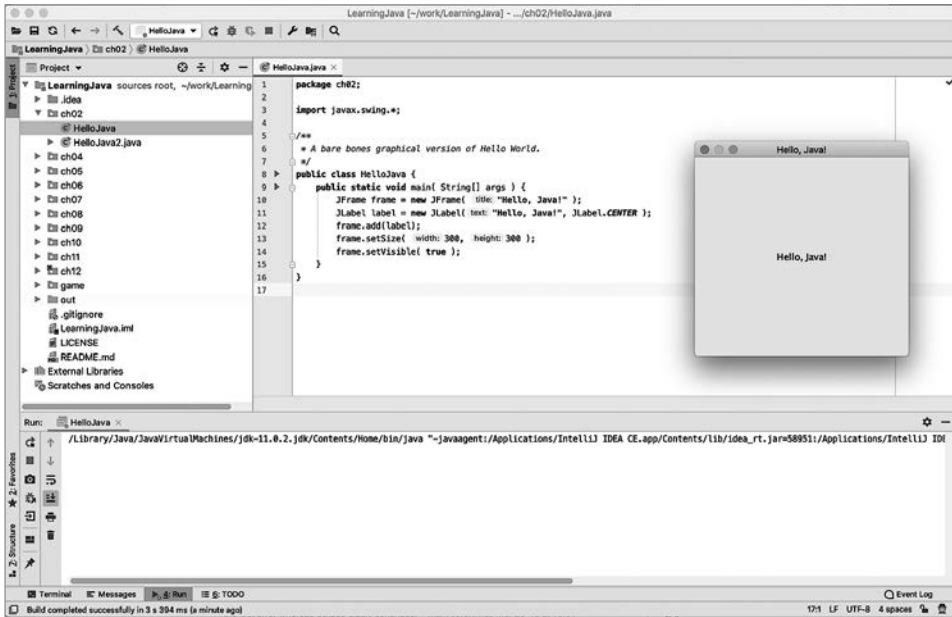 LearningJava [~/work/LearningJava] - .../ch02/HelloJava.java
HelloJava
LearningJava ch02 HelloJava
1: Project
Project
LearningJava sources root, ~/work/Learning
.idea
ch02
HelloJava
HelloJava2.java
ch04
ch05
ch06
ch07
ch08
ch09
ch10
ch11
ch12
game
out
.gitignore
LearningJava.iml
LICENSE
README.md
External Libraries
Scratches and Consoles
HelloJava.java
1 package ch02;
2
3 import javax.swing.*;
4
5 /**
6 * A bare bones graphical version of Hello World.
7 */
8 public class HelloJava {
9 public static void main( String[] args ) {
10 JFrame frame = new JFrame( title: "Hello, Java!" );
11 JLabel label = new JLabel( text: "Hello, Java!", JLabel.CENTER );
12 frame.add(label);
13 frame.setSize( width: 300, height: 300 );
14 frame.setVisible( true );
15 }
16 }
17
Hello, Java!
Hello, Java!
Run: HelloJava
/Library/Java/JavaVirtualMachines/jdk-11.0.2.jdk/Contents/Home/bin/java "-javaagent:/Applications/IntelliJ IDEA CE.app/Contents/lib/idea_rt.jar=58951:/Applications/IntelliJ IDE
2: Favorites
Z: Structure
Terminal Messages 4: Run 6: TODO Event Log
Build completed successfully in 3 s 394 ms (a minute ago) 17:1 LF UTF-8 4 spaces